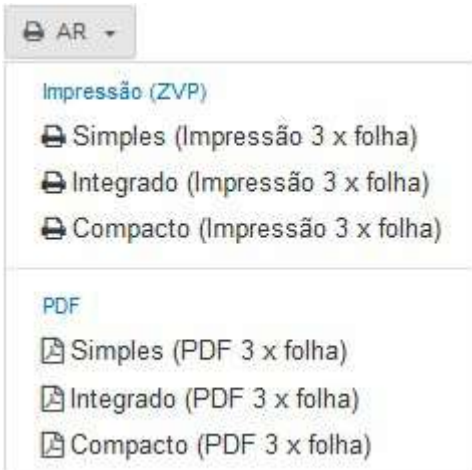 AR
Impressão (ZVP)
Simples (Impressão 3 x folha)
Integrado (Impressão 3 x folha)
Compacto (Impressão 3 x folha)
PDF
Simples (PDF 3 x folha)
Integrado (PDF 3 x folha)
Compacto (PDF 3 x folha)